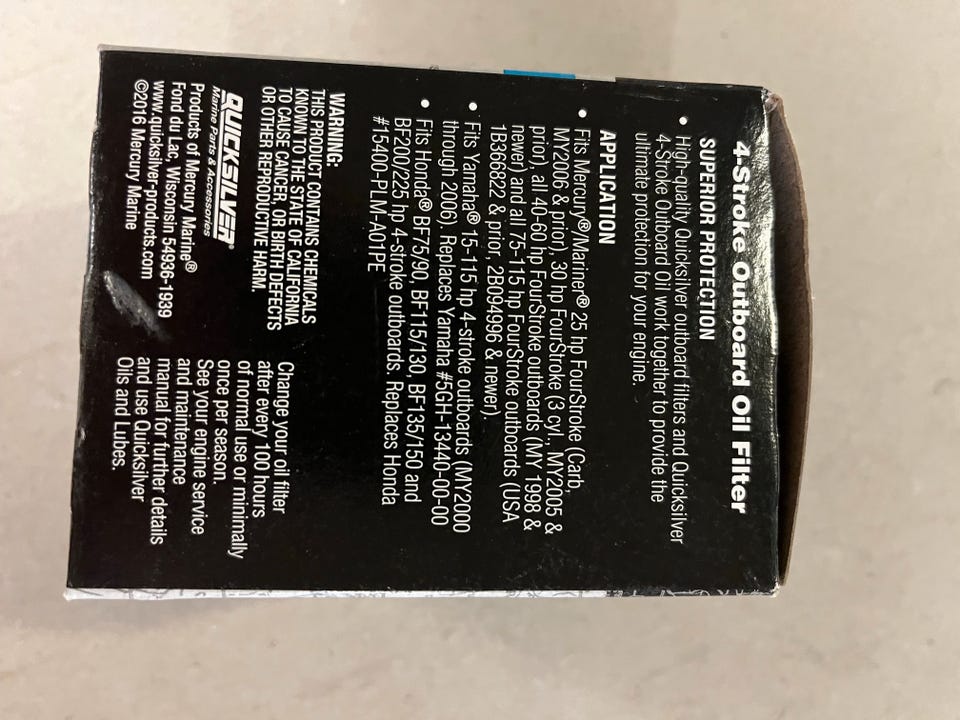 4-Stroke Outboard Oil Filter
SUPERIOR PROTECTION
• High-quality Quicksilver outboard filters and Quicksilver
4-Stroke Outboard Oil work together to provide the
ultimate protection for your engine.
APPLICATION
• Fits Mercury®/Mariner® 25 hp FourStroke (Carb,
MY2006 & prior), 30 hp FourStroke (3 cyl., MY2005 &
prior), all 40-60 hp FourStroke outboards (MY 1998 &
newer) and all 75-115 hp FourStroke outboards (USA
1B366822 & prior, 2B094996 & newer).
• Fits Yamaha® 15-115 hp 4-stroke outboards (MY2000
through 2006). Replaces Yamaha #5GH-13440-00-00
• Fits Honda® BF75/90, BF115/130, BF135/150 and
BF200/225 hp 4-stroke outboards. Replaces Honda
#15400-PLM-A01PE
WARNING:
THIS PRODUCT CONTAINS CHEMICALS
KNOWN TO THE STATE OF CALIFORNIA
TO CAUSE CANCER, OR BIRTH DEFECTS
OR OTHER REPRODUCTIVE HARM.
QUICKSILVER®
Marine Parts & Accessories
Products of Mercury Marine®
Fond du Lac, Wisconsin 54936-1939
www.quicksilver-products.com
©2016 Mercury Marine
Change your oil filter
after every 100 hours
of normal use or minimally
once per season.
See your engine service
and maintenance
manual for further details
and use Quicksilver
Oils and Lubes.